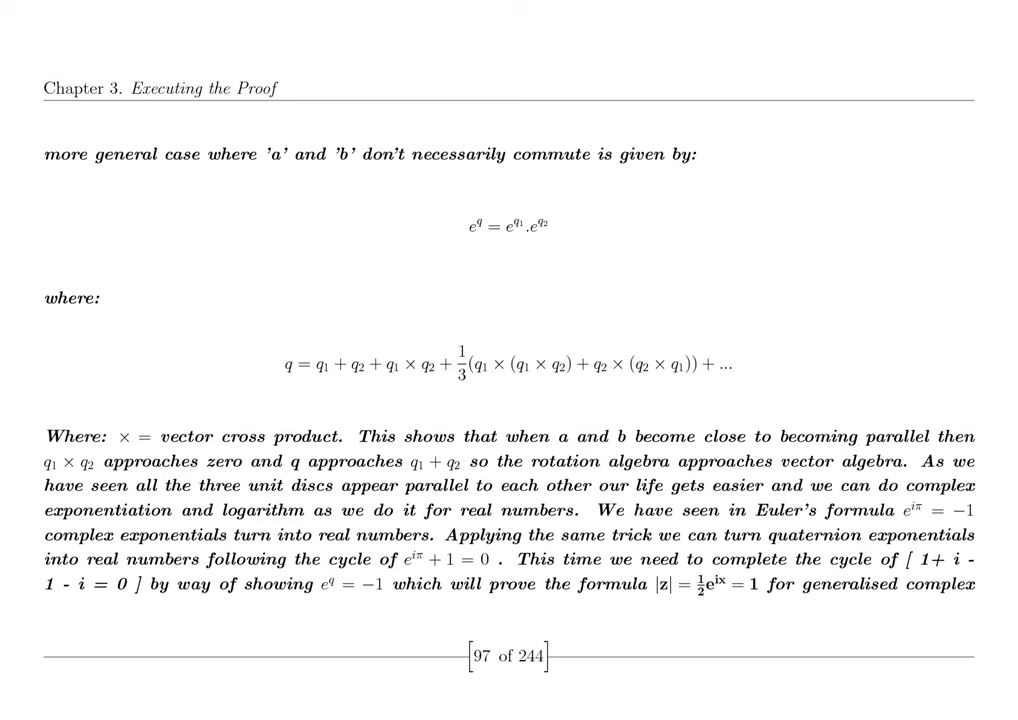 Chapter 3. Executing the Proof
more general case where 'a' and 'b' don't necessarily commute is given by:
e^q = e^{q_1}.e^{q_2}
where:
q = q_1 + q_2 + q_1 × q_2 + \frac{1}{3}(q_1 × (q_1 × q_2) + q_2 × (q_2 × q_1)) + ...
Where: × = vector cross product. This shows that when a and b become close to becoming parallel then
q_1 × q_2 approaches zero and q approaches q_1 + q_2 so the rotation algebra approaches vector algebra. As we
have seen all the three unit discs appear parallel to each other our life gets easier and we can do complex
exponentiation and logarithm as we do it for real numbers. We have seen in Euler's formula e^{iπ} = −1
complex exponentials turn into real numbers. Applying the same trick we can turn quaternion exponentials
into real numbers following the cycle of e^{iπ} + 1 = 0 . This time we need to complete the cycle of [ 1+ i -
1 - i = 0 ] by way of showing e^q = −1 which will prove the formula |z| = \frac{1}{2}e^{ix} = 1 for generalised complex
[97 of 244]